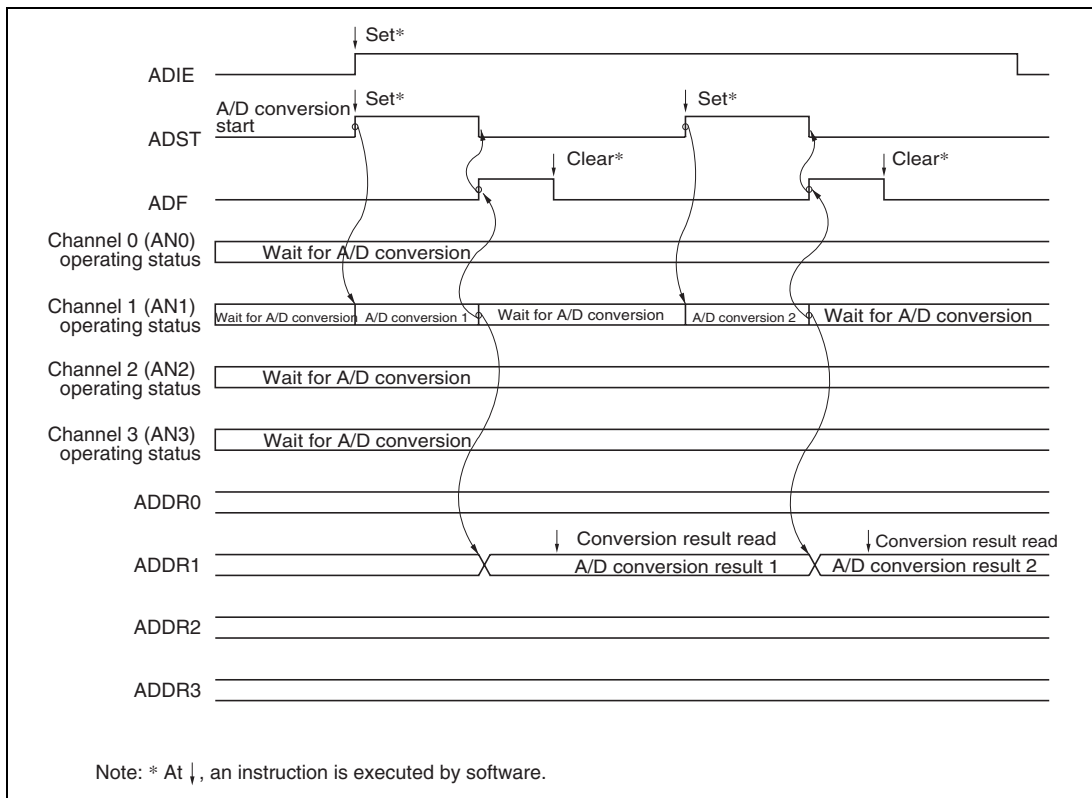 Set*
ADIE
A/D conversion start
Set*
Set*
ADST
Clear*
Clear*
ADF
Channel 0 (AN0)
operating status
Wait for A/D conversion
Channel 1 (AN1)
operating status
Wait for A/D conversion
A/D conversion 1
Wait for A/D conversion
A/D conversion 2
Wait for A/D conversion
Channel 2 (AN2)
operating status
Wait for A/D conversion
Channel 3 (AN3)
operating status
Wait for A/D conversion
ADDR0
Conversion result read
Conversion result read
ADDR1
A/D conversion result 1
A/D conversion result 2
ADDR2
ADDR3
Note: * At ↓, an instruction is executed by software.